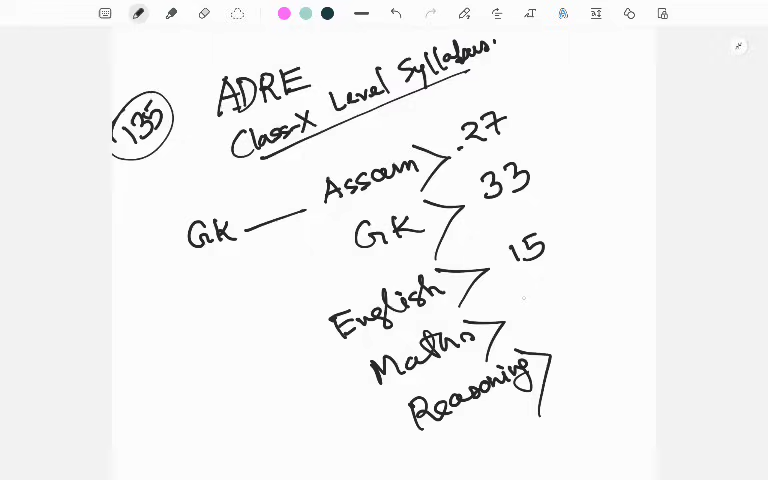 ADRE
Class-X Level Syllabus.
135
Assam .27
GK GK 33
English 15
Maths
Reasoning